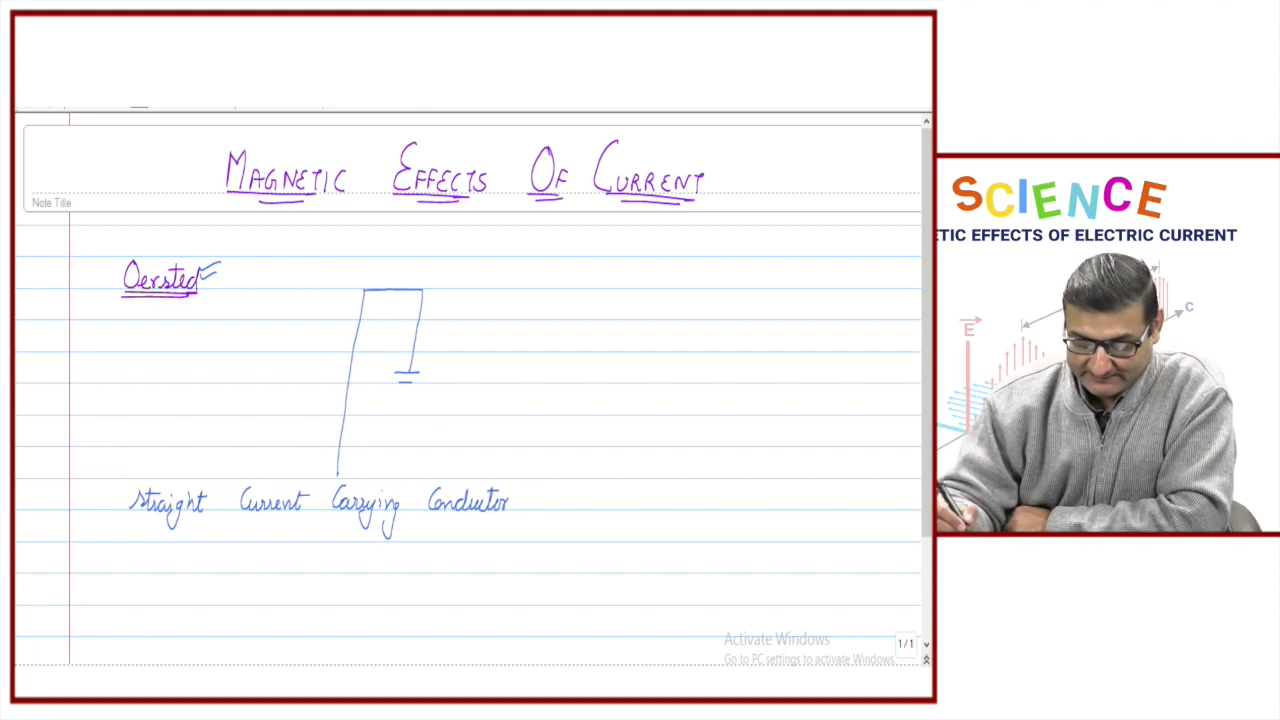 MAGNETIC EFFECTS OF CURRENT
Note Title
Oersted
Straight Current Carrying Conductor
Activate Windows
Go to PC settings to activate Windows.
1/1
SCIENCE
ETIC EFFECTS OF ELECTRIC CURRENT
E
C